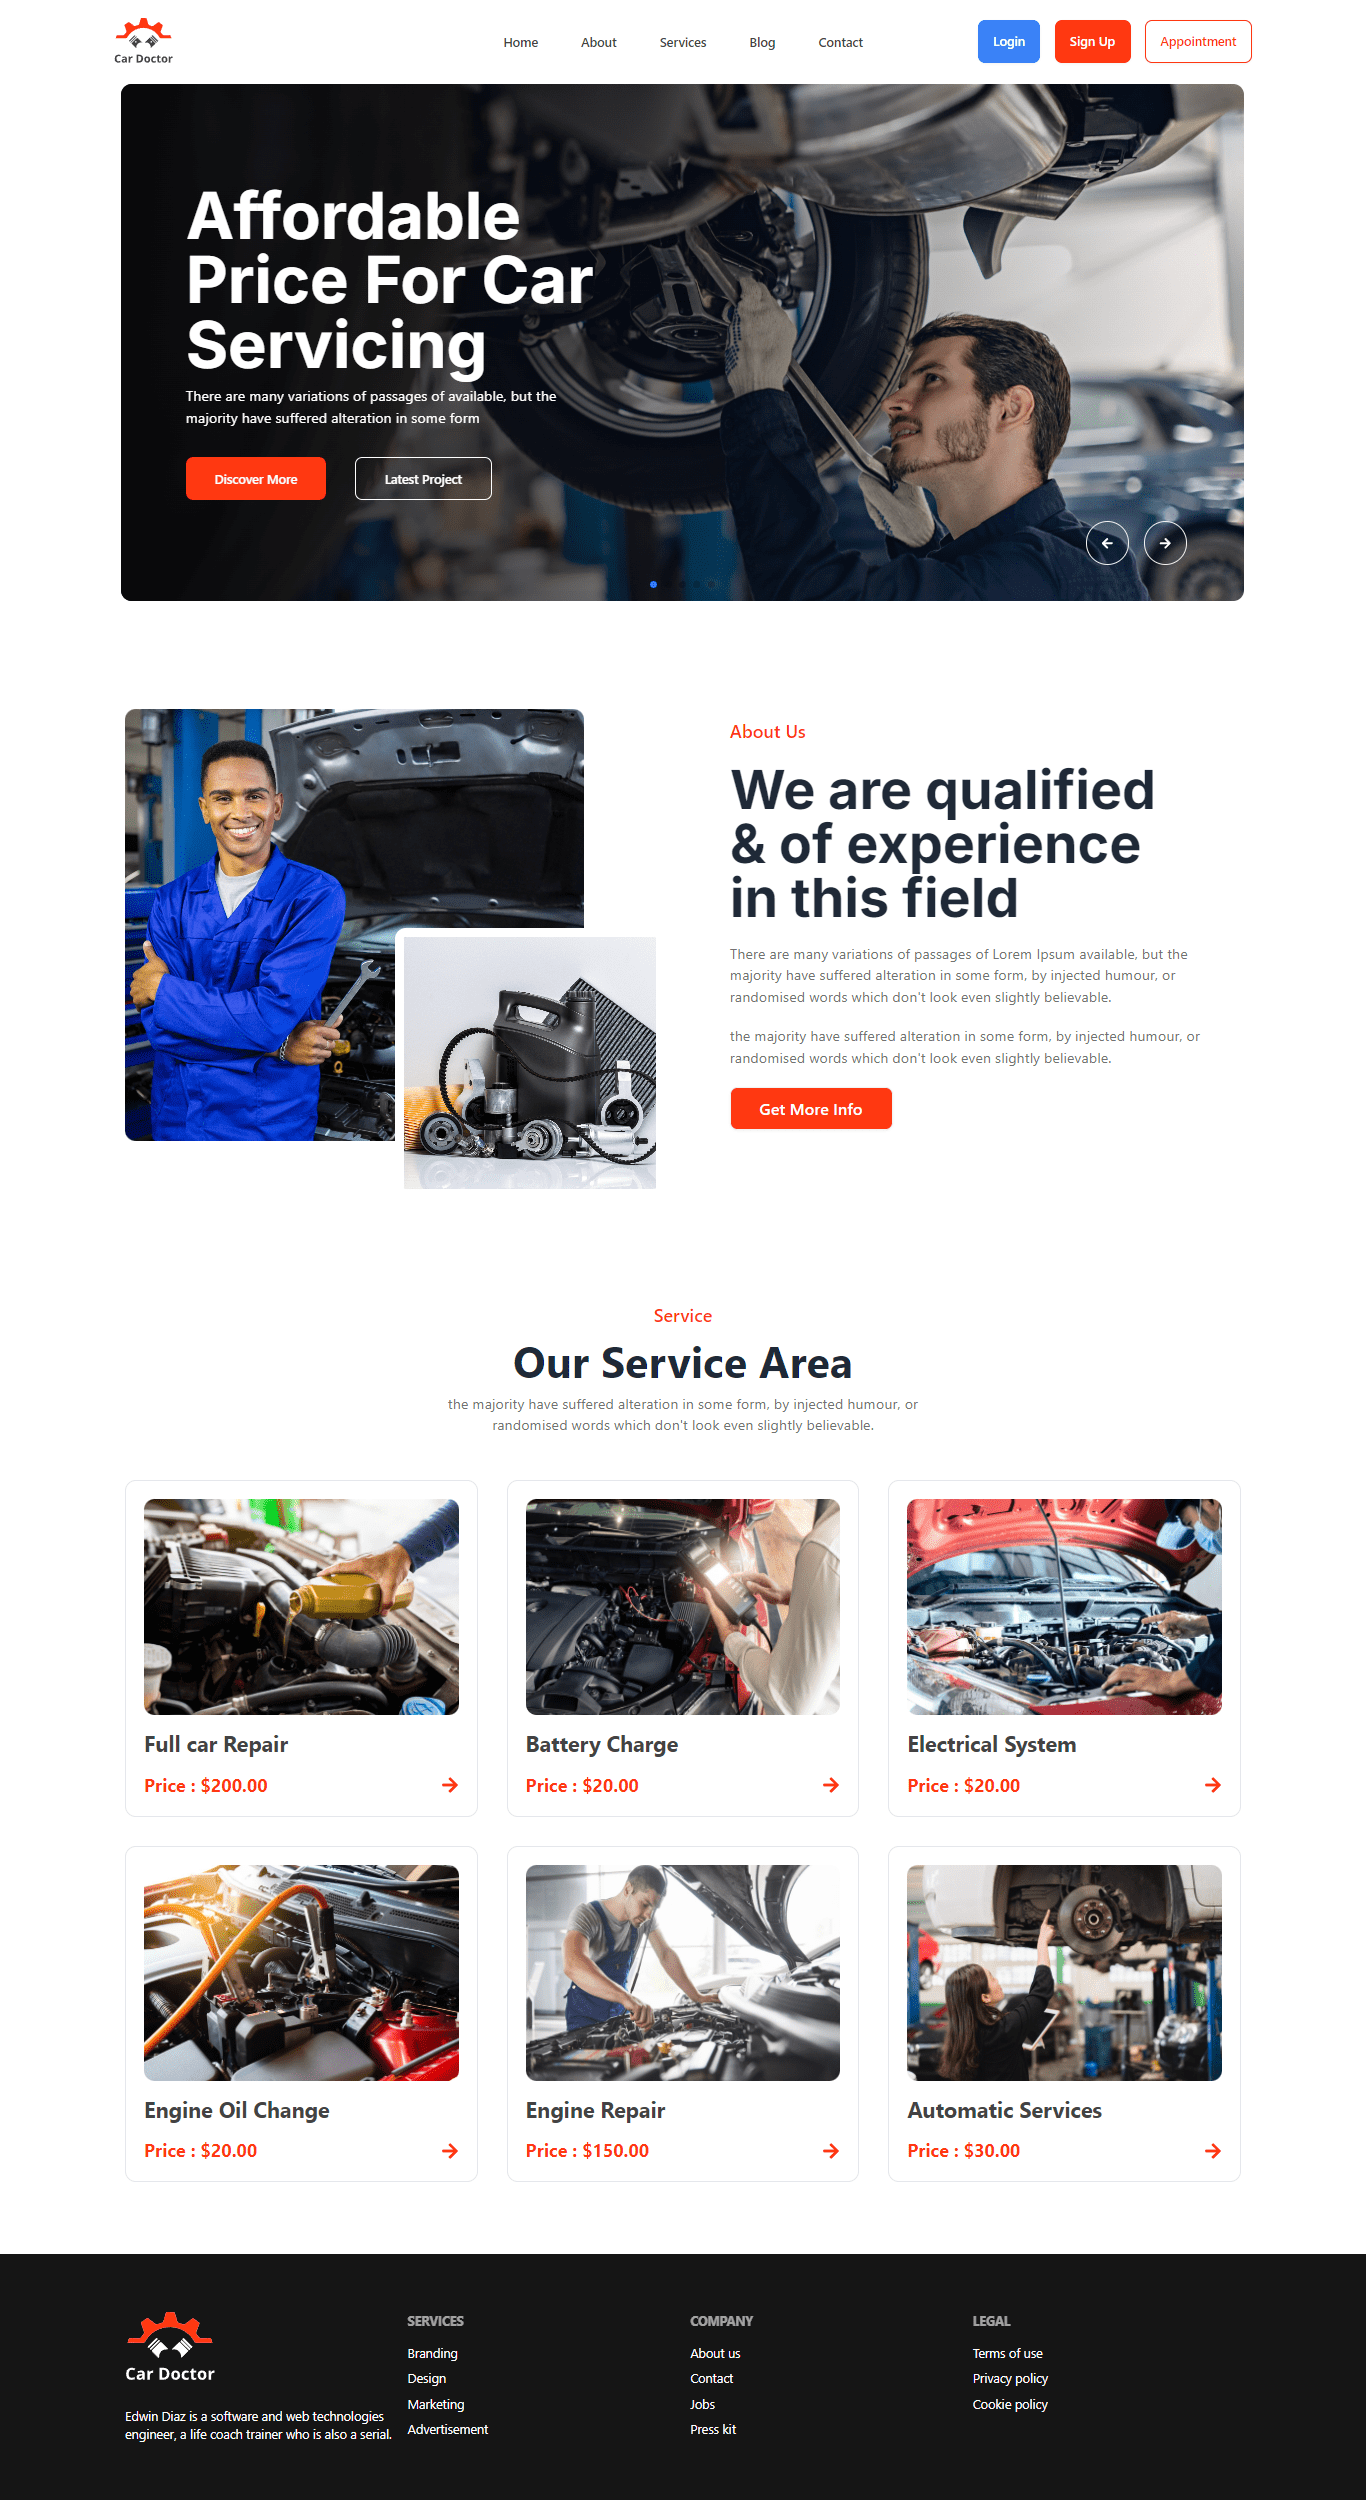 Car Doctor
Home About Services Blog Contact
Login Sign Up Appointment
Affordable
Price For Car
Servicing
There are many variations of passages of available, but the
majority have suffered alteration in some form
Discover More Latest Project
About Us
We are qualified
& of experience
in this field
There are many variations of passages of Lorem Ipsum available, but the
majority have suffered alteration in some form, by injected humour, or
randomised words which don't look even slightly believable.
the majority have suffered alteration in some form, by injected humour, or
randomised words which don't look even slightly believable.
Get More Info
Service
Our Service Area
the majority have suffered alteration in some form, by injected humour, or
randomised words which don't look even slightly believable.
Full car Repair
Price : $200.00
Battery Charge
Price : $20.00
Electrical System
Price : $20.00
Engine Oil Change
Price : $20.00
Engine Repair
Price : $150.00
Automatic Services
Price : $30.00
Car Doctor
Edwin Diaz is a software and web technologies
engineer, a life coach trainer who is also a serial.
SERVICES
Branding
Design
Marketing
Advertisement
COMPANY
About us
Contact
Jobs
Press kit
LEGAL
Terms of use
Privacy policy
Cookie policy